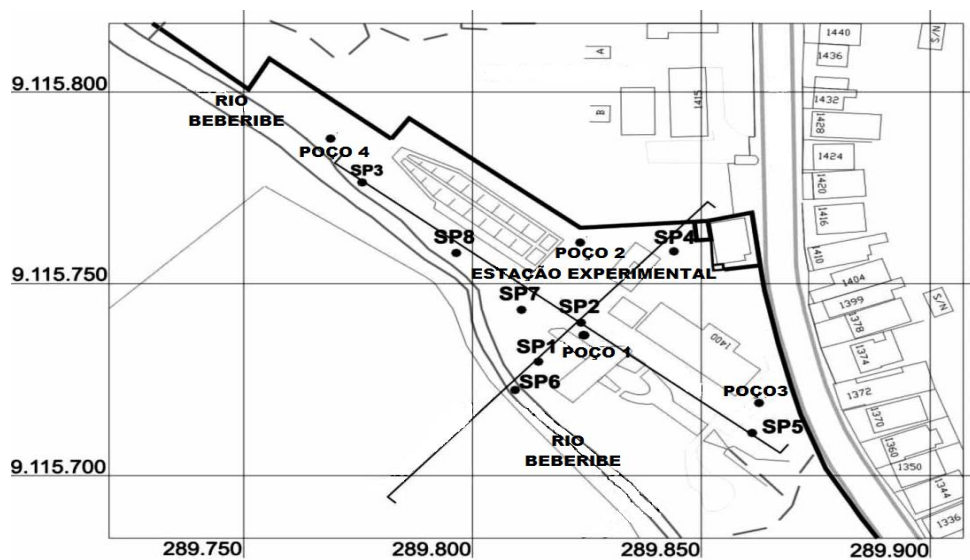 9.115.800
9.115.750
9.115.700
289.750
289.800
289.850
289.900
RIO
BEBERIBE
POÇO 4
SP3
SP8
POÇO 2
SP4
ESTAÇÃO EXPERIMENTAL
SP7
SP2
SP1
POÇO 1
SP6
POÇO3
SP5
RIO
BEBERIBE
A
B
1415
1400
S/N
1440
1436
1432
1428
1424
1420
1416
1410
1404
1399
1378
1374
1372
1370
1360
1350
1344
1336
S/N